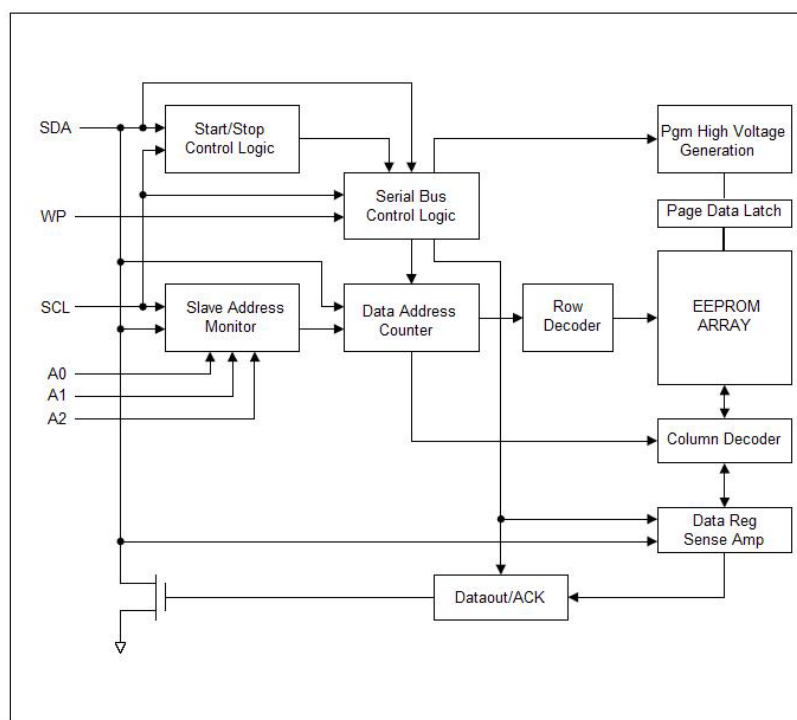 SDA
Start/Stop
Control Logic
Pgm High Voltage
Generation
Serial Bus
Control Logic
WP
Page Data Latch
SCL
Slave Address
Monitor
Data Address
Counter
Row
Decoder
EEPROM
ARRAY
A0
A1
A2
Column Decoder
Data Reg
Sense Amp
Dataout/ACK